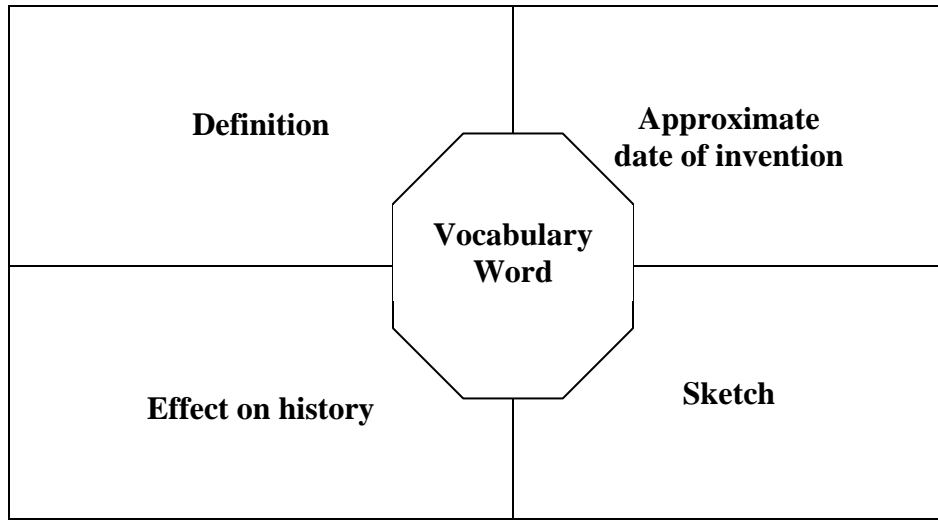 Definition
Approximate
date of invention
Vocabulary
Word
Effect on history
Sketch